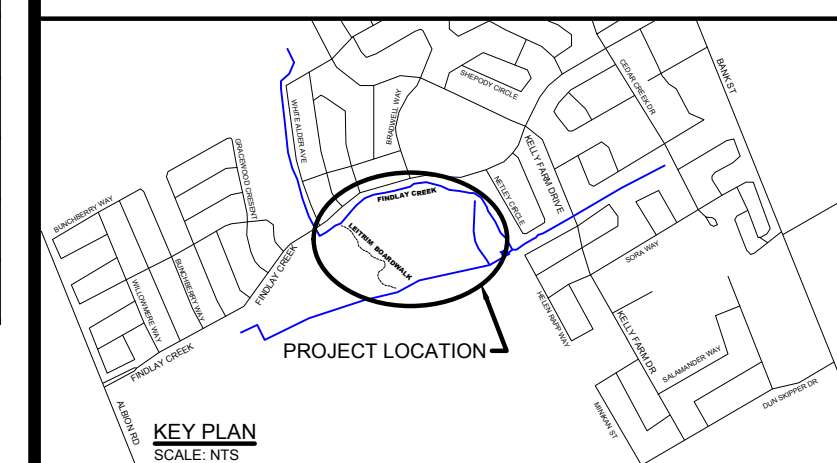 SHEPODY CIRCLE
CEDAR CREEK DR
BANK ST
WHITE ALDER AVE
BRADWELL WAY
GRACEWOOD CRESENT
KELLY FARM DRIVE
NETLEY CIRCLE
FINDLAY CREEK
BUNCHBERRY WAY
LEITRIM BOARDWALK
SORA WAY
BUNCHBERRY WAY
FINDLAY CREEK
WILLOWMERE WAY
HELEN RAPP WAY
KELLY FARM DR
PROJECT LOCATION
FINDLAY CREEK
SALAMANDER WAY
DUN SKIPPER DR
MINIKAN ST
ALBION RD
KEY PLAN
SCALE: NTS